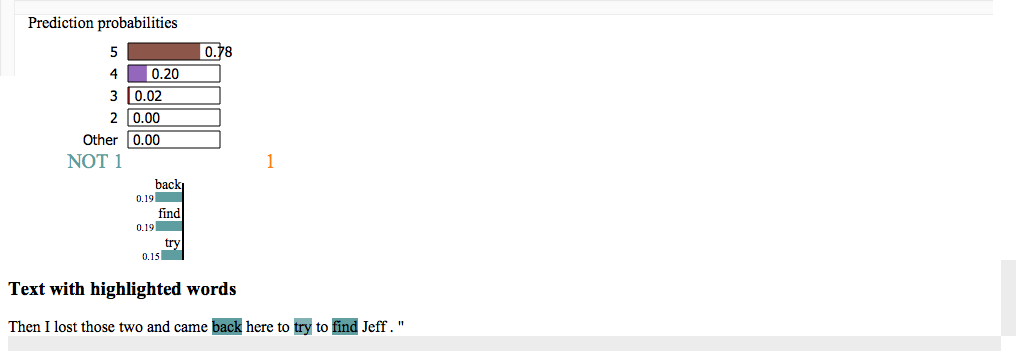 Prediction probabilities
5 0.78
4 0.20
3 0.02
2 0.00
Other 0.00
NOT 1 1
back
0.19
find
0.19
try
0.15
Text with highlighted words
Then I lost those two and came back here to try to find Jeff . "